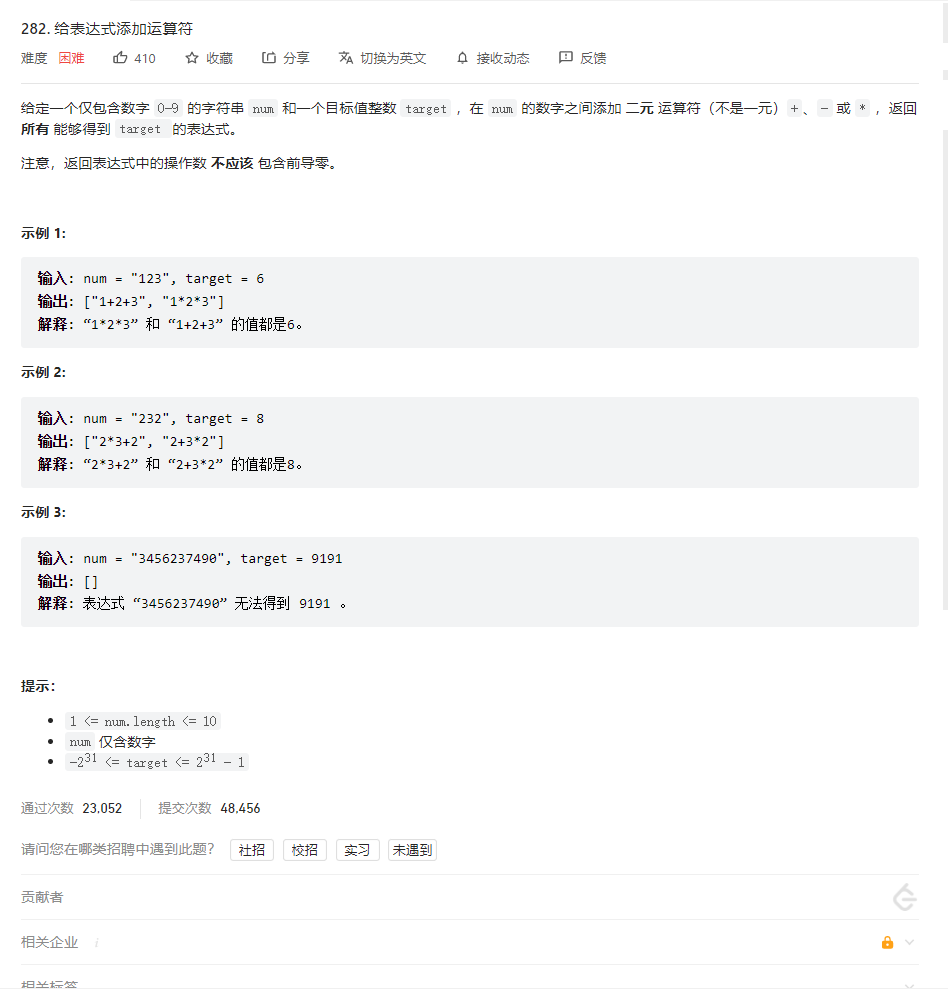 282. 给表达式添加运算符
难度 困难 410 收藏 分享 切换为英文 接收动态 反馈
给定一个仅包含数字 0-9 的字符串 num 和一个目标值整数 target ，在 num 的数字之间添加 二元 运算符（不是一元）+、- 或 * ，返回
所有 能够得到 target 的表达式。
注意，返回表达式中的操作数 不应该 包含前导零。
示例 1:
输入: num = "123", target = 6
输出: ["1+2+3", "1*2*3"]
解释: “1*2*3” 和 “1+2+3” 的值都是6。
示例 2:
输入: num = "232", target = 8
输出: ["2*3+2", "2+3*2"]
解释: “2*3+2” 和 “2+3*2” 的值都是8。
示例 3:
输入: num = "3456237490", target = 9191
输出: []
解释: 表达式 “3456237490” 无法得到 9191 。
提示：
1 <= num.length <= 10
num 仅含数字
-2^31 <= target <= 2^31 - 1
通过次数 23,052 提交次数 48,456
请问您在哪类招聘中遇到此题？ 社招 校招 实习 未遇到
贡献者
相关企业 i
相关标签